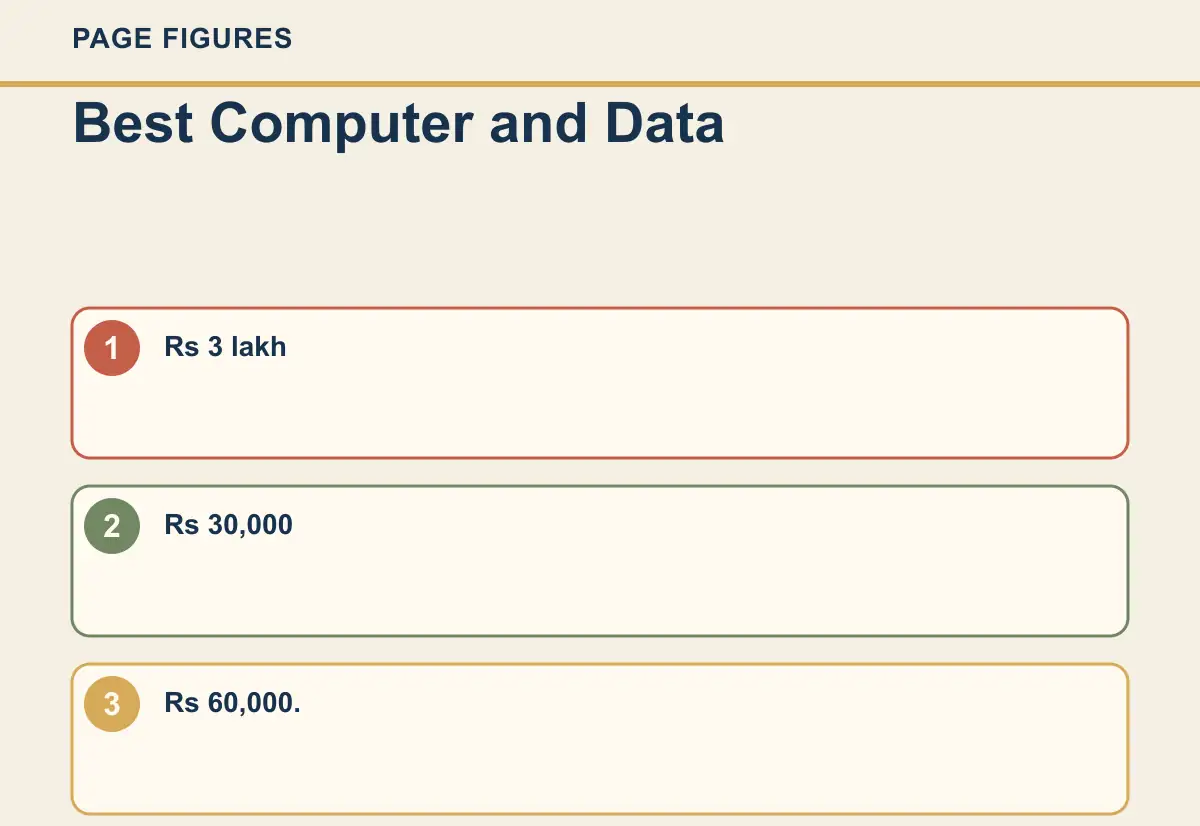 PAGE FIGURES
Best Computer and Data
1 Rs 3 lakh
2 Rs 30,000
3 Rs 60,000.